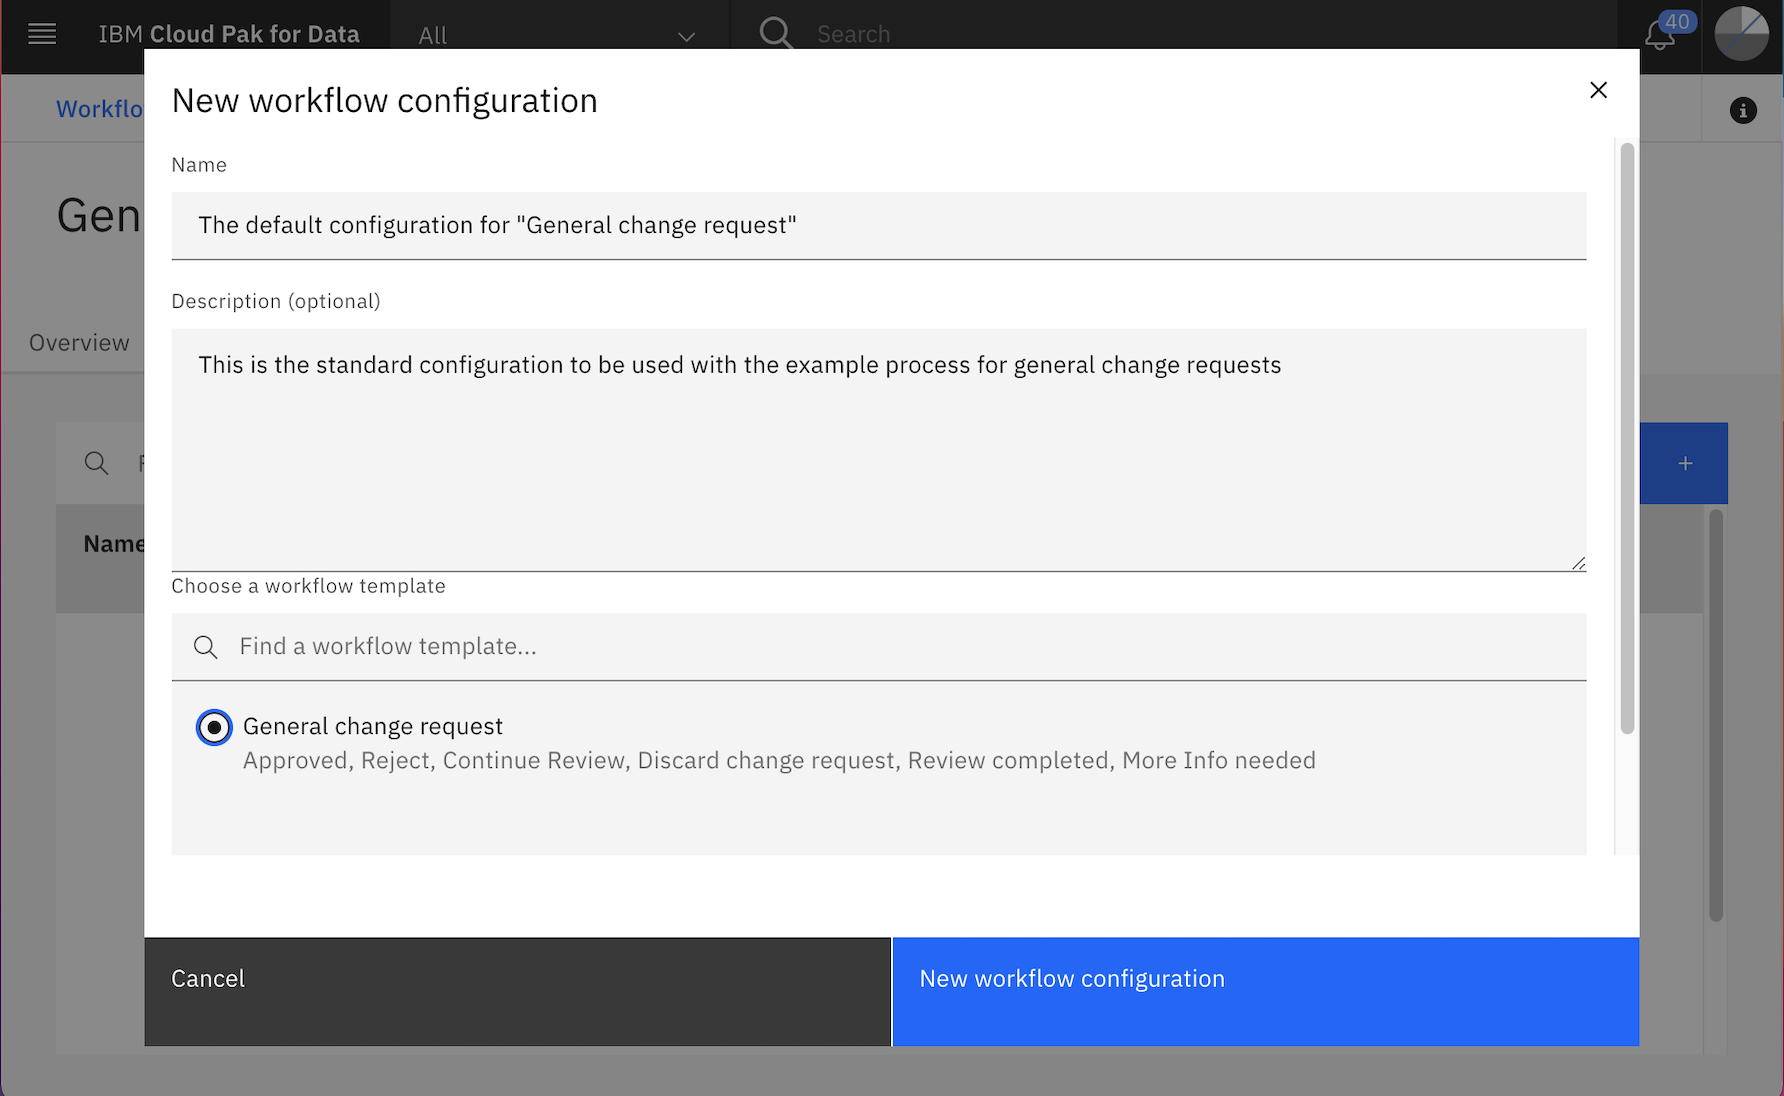 IBM Cloud Pak for Data
All
Search
40
Workflo
New workflow configuration
Gen
Name
The default configuration for "General change request"
Description (optional)
Overview
This is the standard configuration to be used with the example process for general change requests
Name
Choose a workflow template
Find a workflow template...
General change request
Approved, Reject, Continue Review, Discard change request, Review completed, More Info needed
Cancel
New workflow configuration